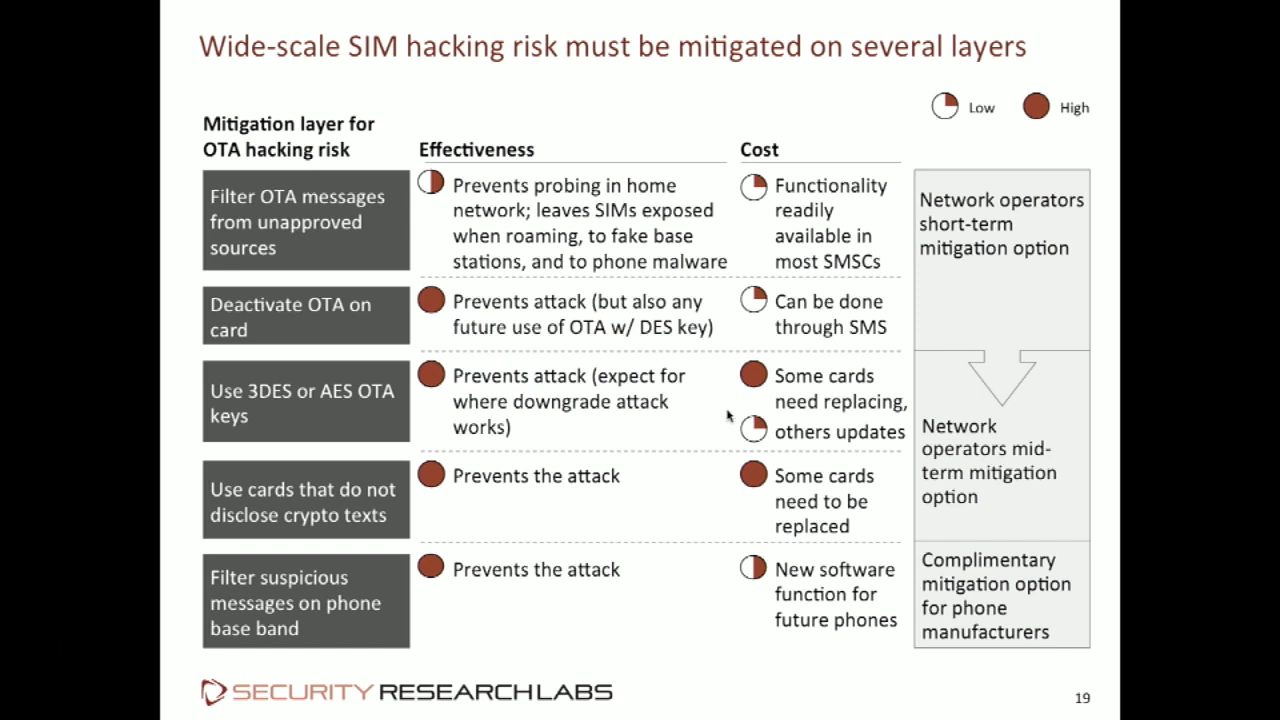 Wide-scale SIM hacking risk must be mitigated on several layers
Low
High
Mitigation layer for
OTA hacking risk
Effectiveness
Cost
Filter OTA messages
from unapproved
sources
Prevents probing in home
network; leaves SIMs exposed
when roaming, to fake base
stations, and to phone malware
Functionality
readily
available in
most SMSCs
Network operators
short-term
mitigation option
Deactivate OTA on
card
Prevents attack (but also any
future use of OTA w/ DES key)
Can be done
through SMS
Use 3DES or AES OTA
keys
Prevents attack (expect for
where downgrade attack
works)
Some cards
need replacing,
others updates
Network
operators mid-
term mitigation
option
Use cards that do not
disclose crypto texts
Prevents the attack
Some cards
need to be
replaced
Filter suspicious
messages on phone
base band
Prevents the attack
New software
function for
future phones
Complimentary
mitigation option
for phone
manufacturers
SECURITY RESEARCH LABS
19